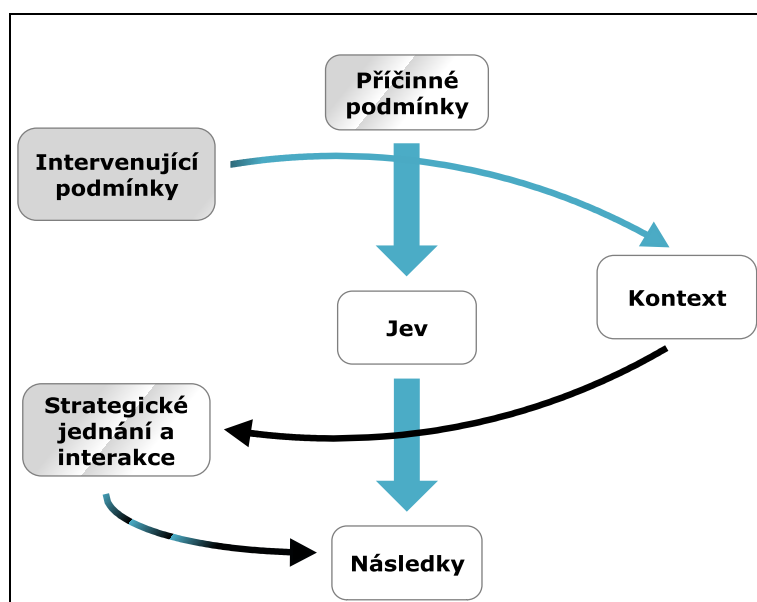 Příčinné
podmínky
Intervenující
podmínky
Kontext
Jev
Strategické
jednání a
interakce
Následky